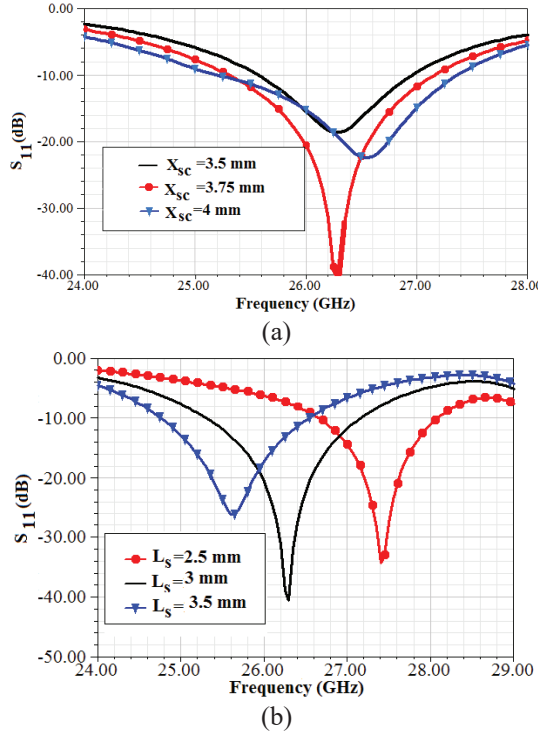 0.00
-10.00
-20.00
-30.00
-40.00
S11(dB)
Xsc=3.5 mm
Xsc=3.75 mm
Xsc=4 mm
24.00 25.00 26.00 27.00 28.00
Frequency (GHz)
(a)
0.00
-10.00
-20.00
-30.00
-40.00
-50.00
S11(dB)
Ls=2.5 mm
Ls=3 mm
Ls= 3.5 mm
24.00 25.00 26.00 27.00 28.00 29.00
Frequency (GHz)
(b)